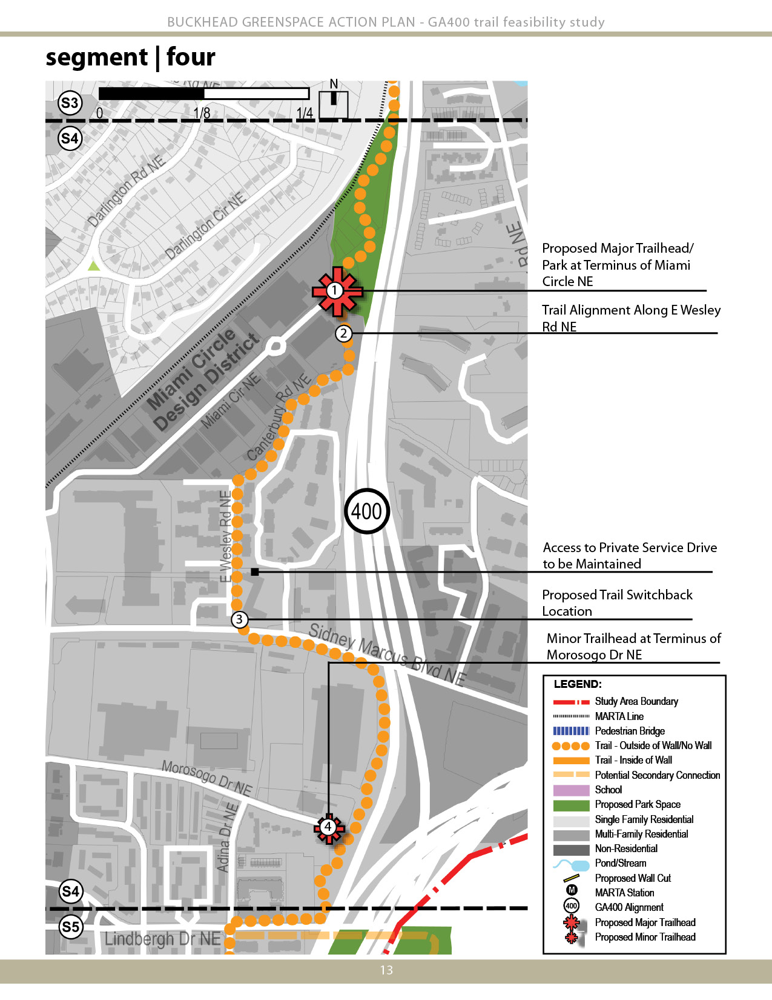 BUCKHEAD GREENSPACE ACTION PLAN - GA400 trail feasibility study
segment | four
Rd NE
N
S3
0
1/8
1/4
S4
Darlington Rd NE
Darlington Cir NE
Rd NE
Proposed Major Trailhead/
Park at Terminus of Miami
Circle NE
1
Trail Alignment Along E Wesley
Rd NE
2
Miami Circle
Design District
Miami Cir NE
Canterbury Rd NE
400
E Wesley Rd NE
Access to Private Service Drive
to be Maintained
Proposed Trail Switchback
Location
3
Sidney Marcus Blvd NE
Minor Trailhead at Terminus of
Morosogo Dr NE
Morosogo Dr NE
Adina Dr NE
4
S4
S5
Lindbergh Dr NE
LEGEND:
Study Area Boundary
MARTA Line
Pedestrian Bridge
Trail - Outside of Wall/No Wall
Trail - Inside of Wall
Potential Secondary Connection
School
Proposed Park Space
Single Family Residential
Multi-Family Residential
Non-Residential
Pond/Stream
Proprosed Wall Cut
M MARTA Station
400 GA400 Alignment
Proposed Major Trailhead
Proposed Minor Trailhead
13